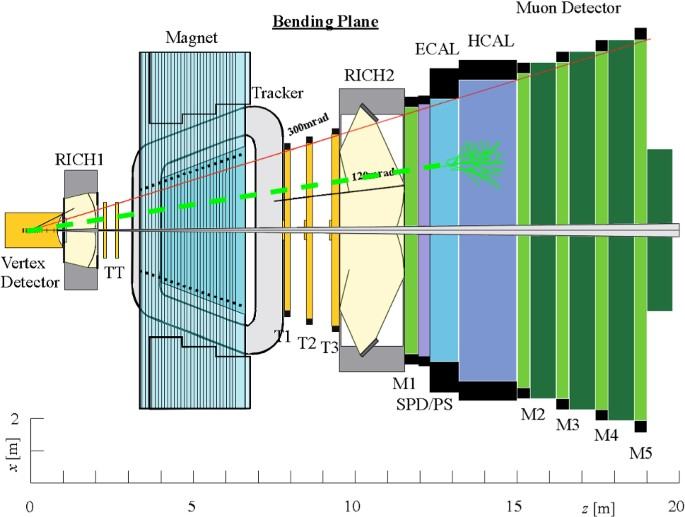 Bending Plane
Muon Detector
Magnet
ECAL
HCAL
RICH2
Tracker
300mrad
RICH1
120mrad
Vertex
Detector
TT
T1
T2
T3
M1
SPD/PS
M2
M3
M4
M5
2
x [m]
0
5
10
15
z [m]
20